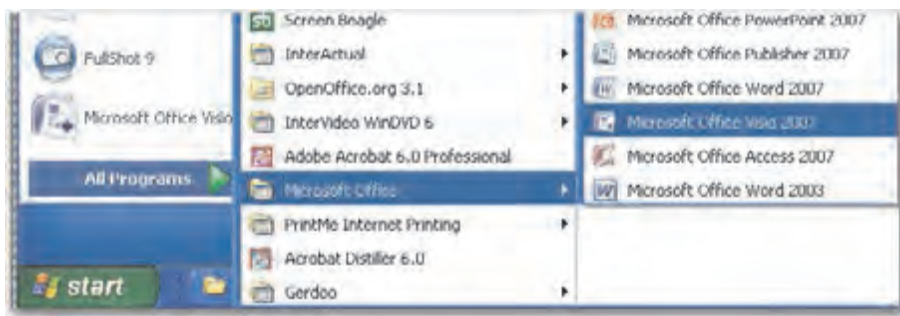 FullShot 9
Microsoft Office Visio
All Programs
start
Screen Beagle
InterActual
OpenOffice.org 3.1
InterVideo WinDVD 6
Adobe Acrobat 6.0 Professional
Microsoft Office
PrintMe Internet Printing
Acrobat Distiller 6.0
Gerdoo
Microsoft Office PowerPoint 2007
Microsoft Office Publisher 2007
Microsoft Office Word 2007
Microsoft Office Visio 2007
Microsoft Office Access 2007
Microsoft Office Word 2003